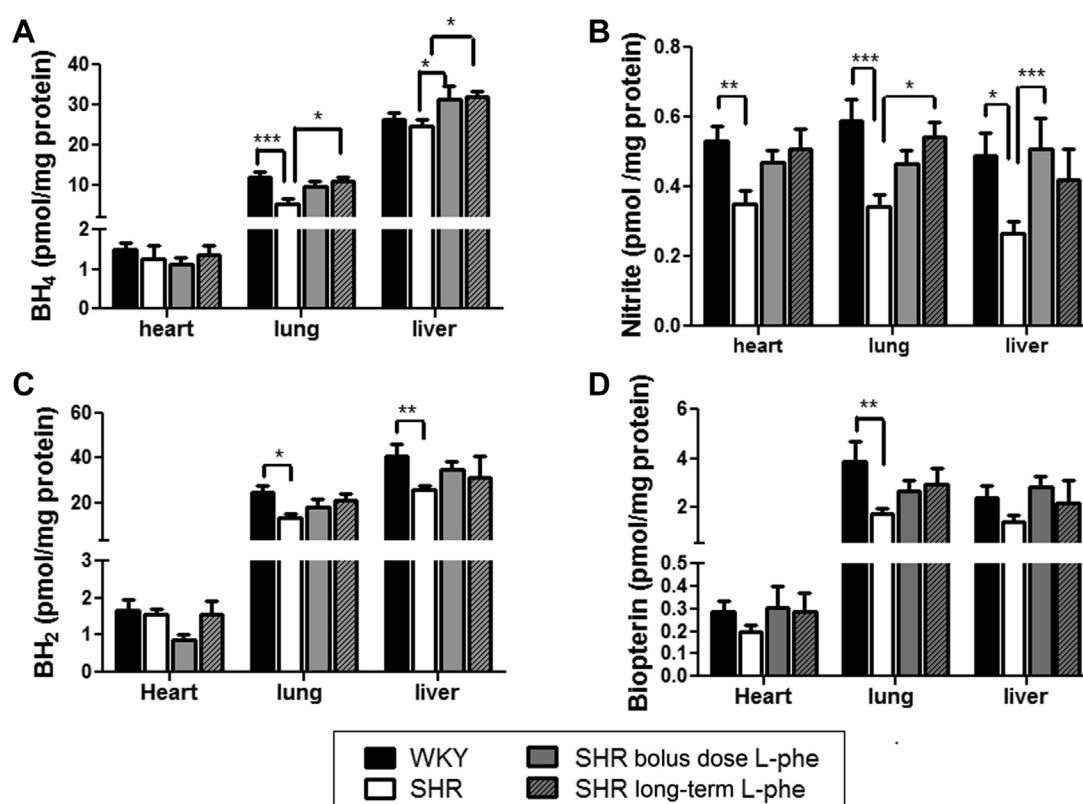 A
BH4 (pmol/mg protein)
40
30
20
10
2
1
0
***
*
*
*
heart
lung
liver
B
Nitrite (pmol /mg protein)
0.8
0.6
0.4
0.2
0.0
**
***
*
*
***
heart
lung
liver
C
BH2 (pmol/mg protein)
60
40
20
3
2
1
0
*
**
Heart
lung
liver
D
Biopterin (pmol/mg protein)
6
4
2
0.5
0.4
0.3
0.2
0.1
0.0
**
Heart
lung
liver
WKY
SHR bolus dose L-phe
SHR
SHR long-term L-phe